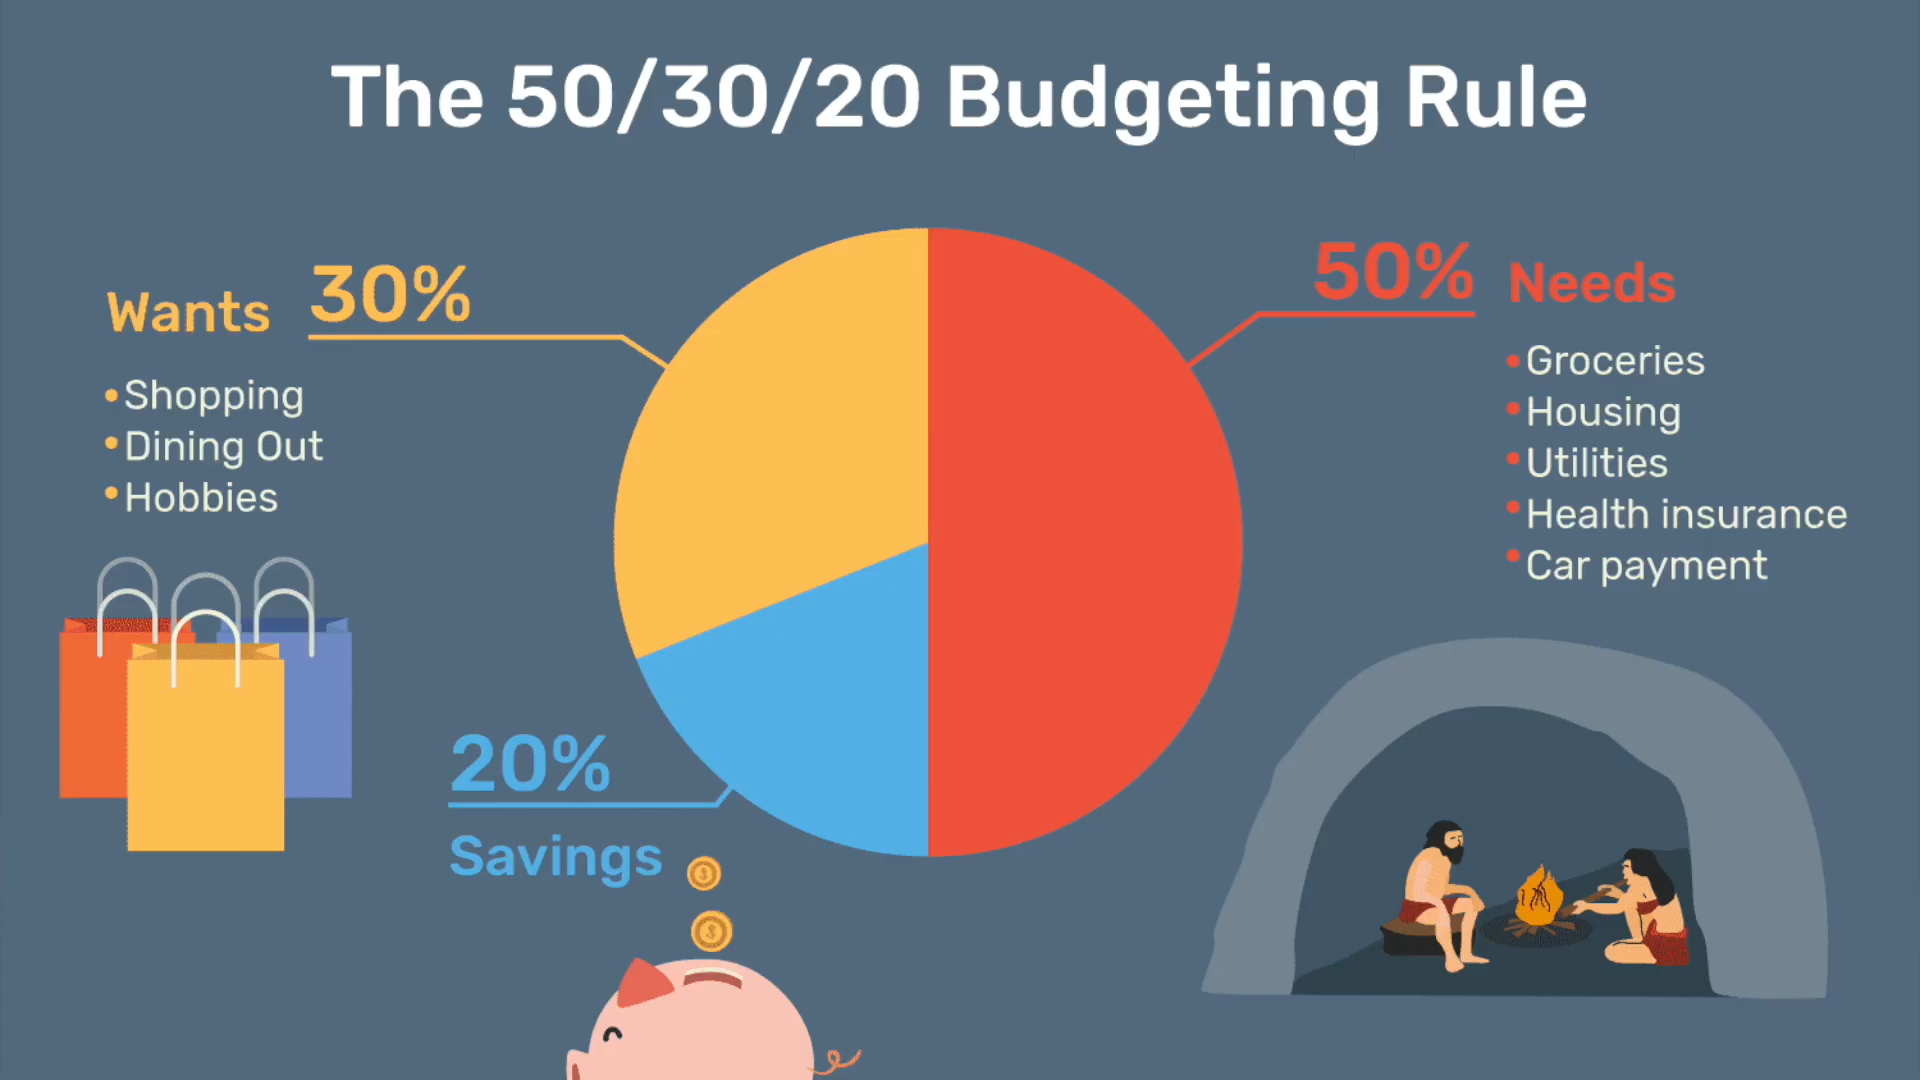 The 50/30/20 Budgeting Rule
Wants 30%
• Shopping
• Dining Out
• Hobbies
50% Needs
• Groceries
• Housing
• Utilities
• Health insurance
• Car payment
20%
Savings
$
$